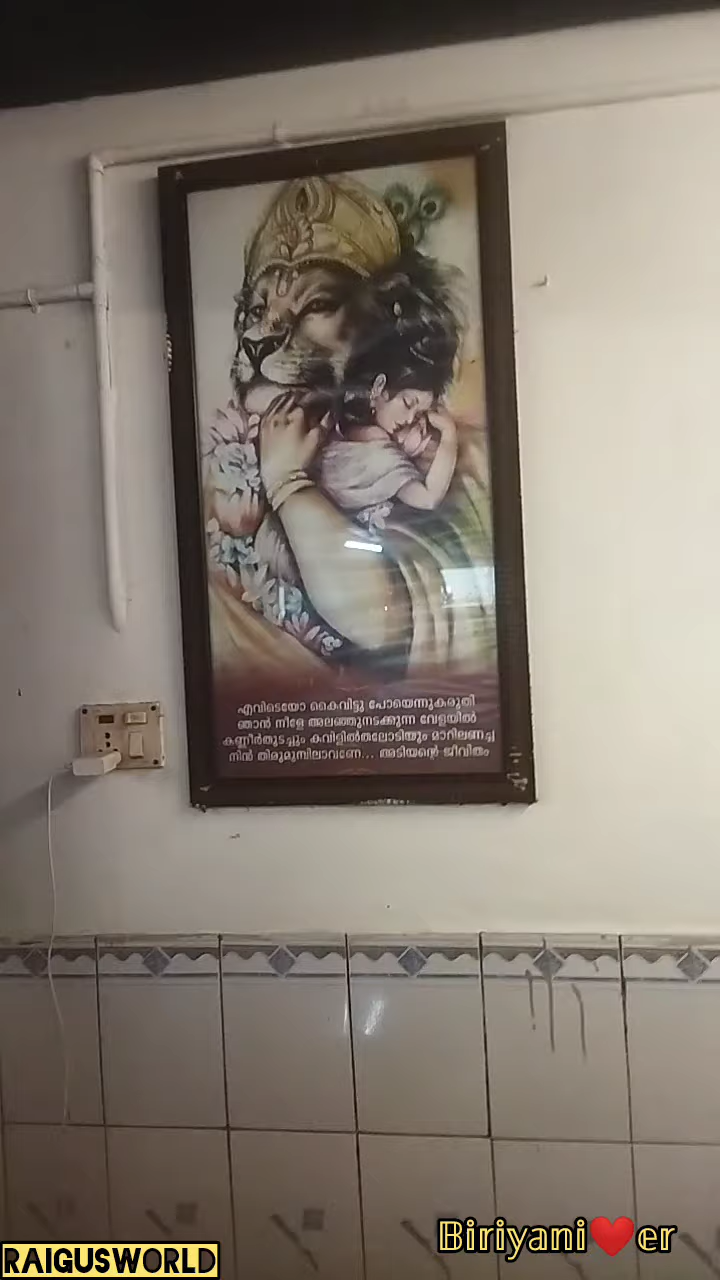 എവിടെയോ കൈവിട്ടു പോയെന്നുകരുതി
ഞാൻ നീളേ അലഞ്ഞുനടക്കുന്ന വേളയിൽ
കണ്ണീർതുടച്ചും കവിളിൽതലോടിയും മാറിലണച്ച
നിൻ തിരുമുമ്പിലാവണേ... അടിയന്റെ ജീവിതം
Biriyani❤️er
RAIGUSWORLD